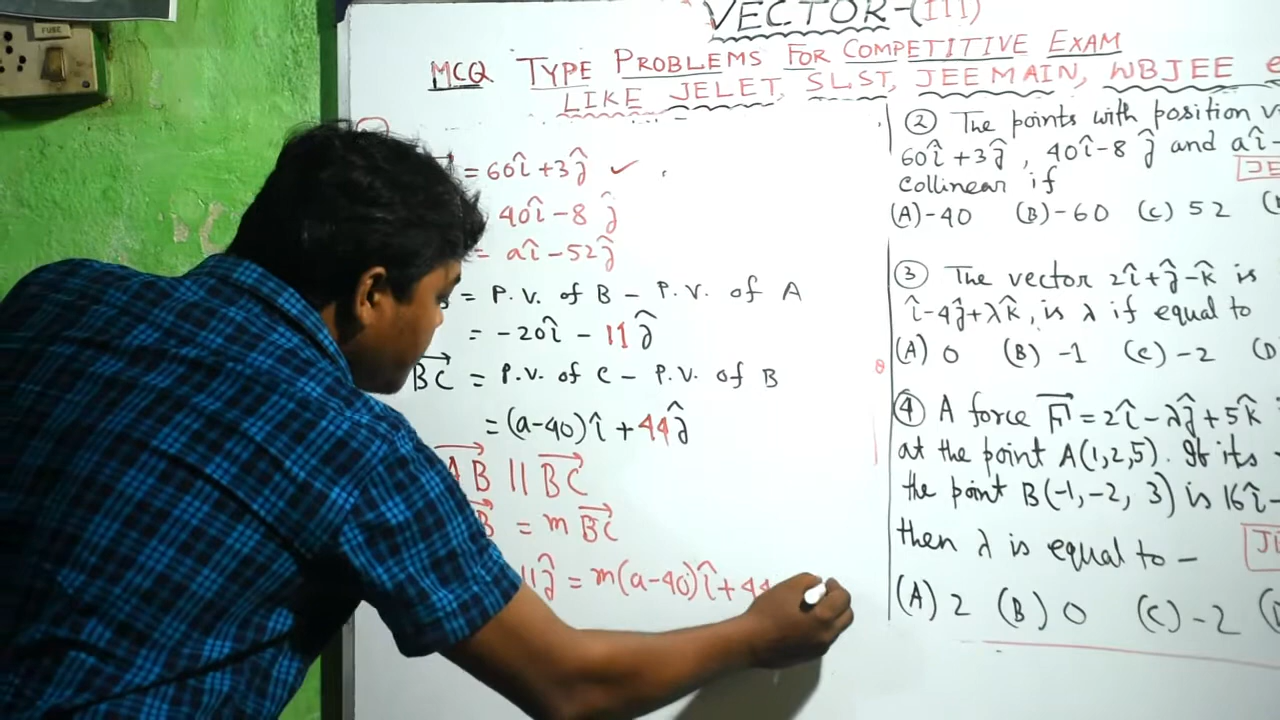 FUSE
VECTOR-(III)
MCQ TYPE PROBLEMS FOR COMPETITIVE EXAM
LIKE JELET, SLST, JEE MAIN, WBJEE
= 60î+3ĵ ✓
40î-8ĵ
= aî-52ĵ
= P.V. of B - P.V. of A
= -20î - 11ĵ
BC = P.V. of C - P.V. of B
= (a-40)î + 44ĵ
AB || BC
B = m BC
11ĵ = m(a-40)î + 44
② The points with position
60î+3ĵ, 40î-8ĵ and aî-
collinear if
(A) -40 (B) -60 (C) 52
③ The vector 2î+ĵ-k̂ is
î-4ĵ+λk̂, is λ if equal to
(A) 0 (B) -1 (C) -2 (D
④ A force F = 2î-λĵ+5k̂
at the point A(1,2,5). If its
the point B(-1,-2, 3) is 16î-
then λ is equal to -
(A) 2 (B) 0 (C) -2